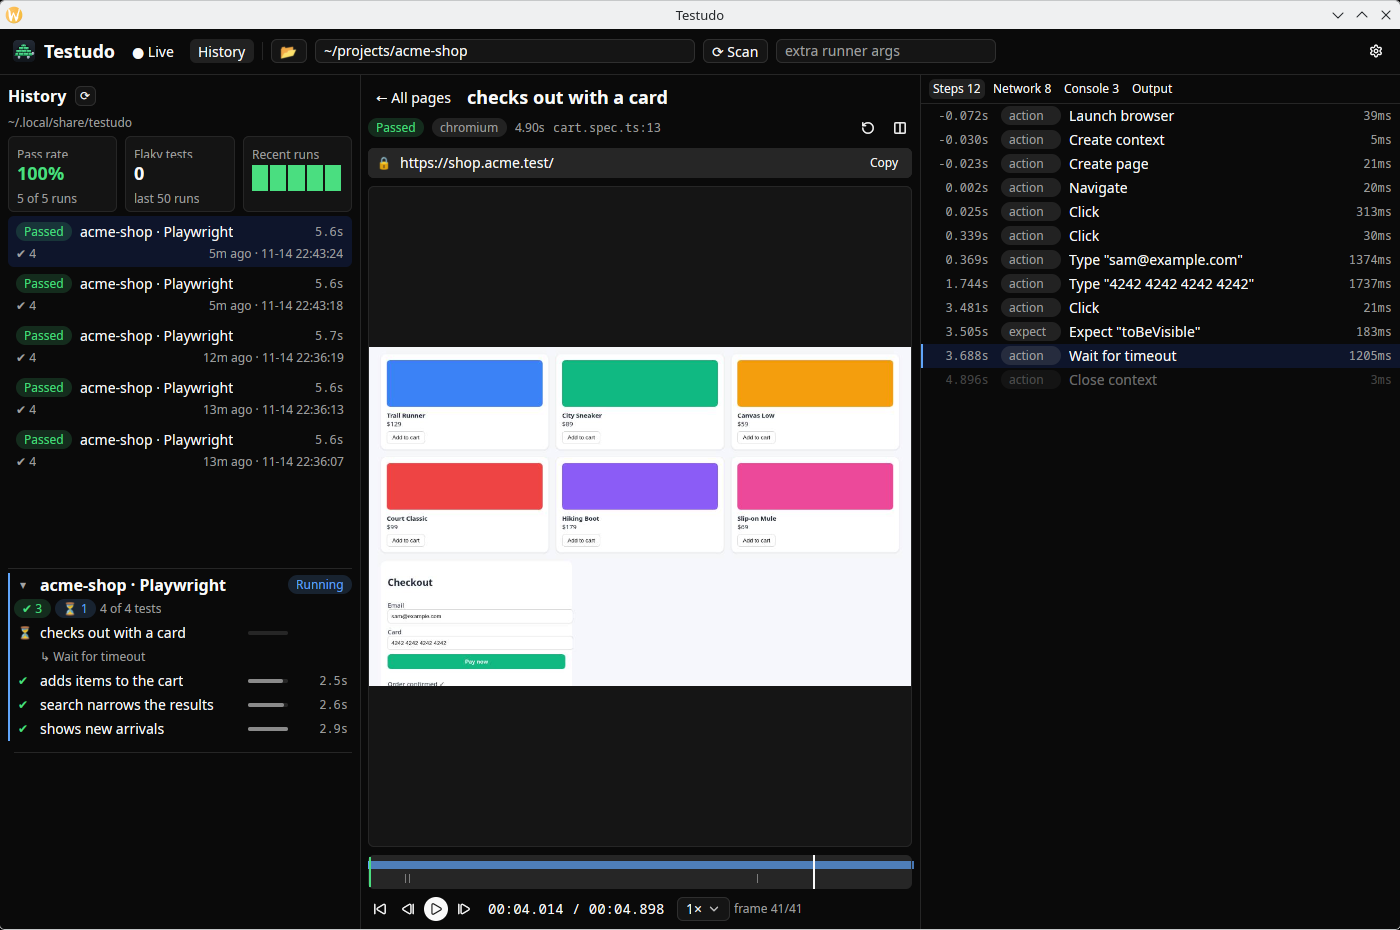 Testudo
Testudo
Live
History
~/projects/acme-shop
Scan
extra runner args
History
~/.local/share/testudo
Pass rate
100%
5 of 5 runs
Flaky tests
0
last 50 runs
Recent runs
Passed acme-shop · Playwright 5.6s
✔ 4 5m ago · 11-14 22:43:24
Passed acme-shop · Playwright 5.6s
✔ 4 5m ago · 11-14 22:43:18
Passed acme-shop · Playwright 5.7s
✔ 4 12m ago · 11-14 22:36:19
Passed acme-shop · Playwright 5.6s
✔ 4 13m ago · 11-14 22:36:13
Passed acme-shop · Playwright 5.6s
✔ 4 13m ago · 11-14 22:36:07
acme-shop · Playwright Running
✔ 3 ⏳ 1 4 of 4 tests
checks out with a card
↳ Wait for timeout
✔ adds items to the cart 2.5s
✔ search narrows the results 2.6s
✔ shows new arrivals 2.9s
← All pages checks out with a card
Passed chromium 4.90s cart.spec.ts:13
https://shop.acme.test/ Copy
Trail Runner
$129
Add to cart
City Sneaker
$89
Add to cart
Canvas Low
$59
Add to cart
Court Classic
$99
Add to cart
Hiking Boot
$179
Add to cart
Slip-on Mule
$69
Add to cart
Checkout
Email
sam@example.com
Card
4242 4242 4242 4242
Pay now
Order confirmed ✓
00:04.014 / 00:04.898 1× frame 41/41
Steps 12 Network 8 Console 3 Output
-0.072s action Launch browser 39ms
-0.030s action Create context 5ms
-0.023s action Create page 21ms
0.002s action Navigate 20ms
0.025s action Click 313ms
0.339s action Click 30ms
0.369s action Type "sam@example.com" 1374ms
1.744s action Type "4242 4242 4242 4242" 1737ms
3.481s action Click 21ms
3.505s expect Expect "toBeVisible" 183ms
3.688s action Wait for timeout 1205ms
4.896s action Close context 3ms